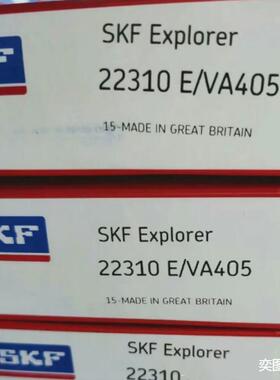 SKF
SKF Explorer
22310 E/VA405
15-MADE IN GREAT BRITAIN
SKF
SKF Explorer
22310 E/VA405
15-MADE IN GREAT BRITAIN
SKF
SKF Explorer
22310